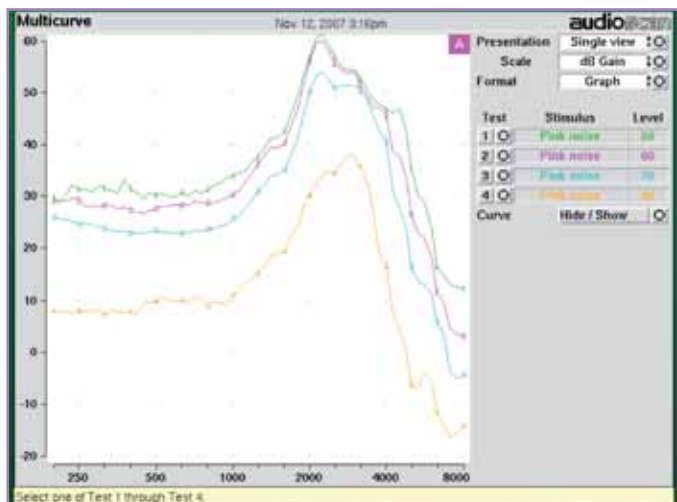 Multicurve
Nov 12, 2007 3:16pm
audioscan
A
Presentation Single view
Scale dB Gain
Format Graph
Test Stimulus Level
1 Pink noise
2 Pink noise 60
3 Pink noise 70
4 Pink noise
Curve Hide / Show
60
50
40
30
20
10
0
-10
-20
250 500 1000 2000 4000 8000
Select one of Test 1 through Test 4.